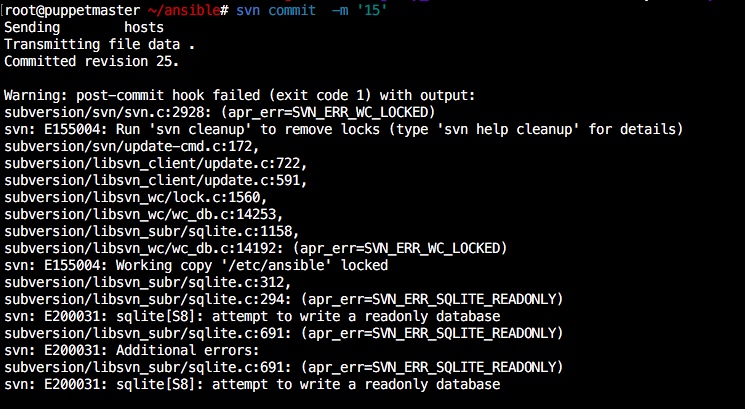 [root@puppetmaster ~/ansible# svn commit  -m '15'
Sending        hosts
Transmitting file data .
Committed revision 25.

Warning: post-commit hook failed (exit code 1) with output:
subversion/svn/svn.c:2928: (apr_err=SVN_ERR_WC_LOCKED)
svn: E155004: Run 'svn cleanup' to remove locks (type 'svn help cleanup' for details)
subversion/svn/update-cmd.c:172,
subversion/libsvn_client/update.c:722,
subversion/libsvn_client/update.c:591,
subversion/libsvn_wc/lock.c:1560,
subversion/libsvn_wc/wc_db.c:14253,
subversion/libsvn_subr/sqlite.c:1158,
subversion/libsvn_wc/wc_db.c:14192: (apr_err=SVN_ERR_WC_LOCKED)
svn: E155004: Working copy '/etc/ansible' locked
subversion/libsvn_subr/sqlite.c:312,
subversion/libsvn_subr/sqlite.c:294: (apr_err=SVN_ERR_SQLITE_READONLY)
svn: E200031: sqlite[S8]: attempt to write a readonly database
subversion/libsvn_subr/sqlite.c:691: (apr_err=SVN_ERR_SQLITE_READONLY)
svn: E200031: Additional errors:
subversion/libsvn_subr/sqlite.c:691: (apr_err=SVN_ERR_SQLITE_READONLY)
svn: E200031: sqlite[S8]: attempt to write a readonly database